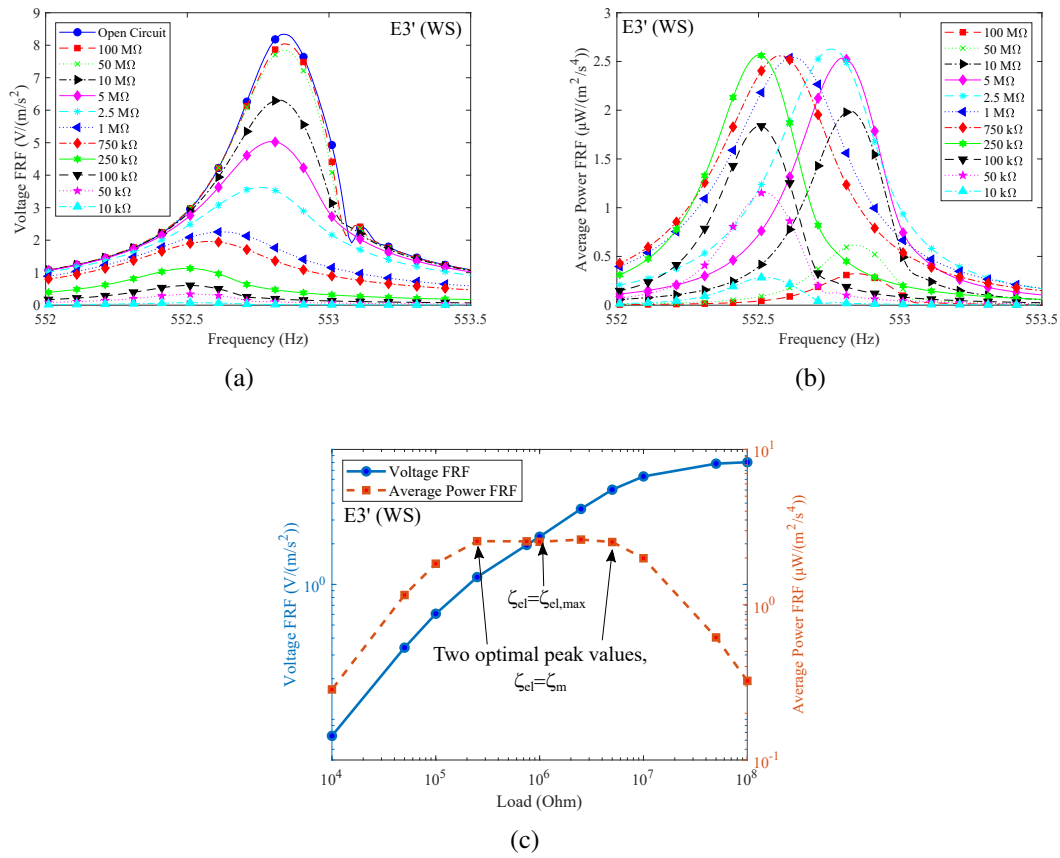 E3' (WS)
Open Circuit
100 MΩ
50 MΩ
10 MΩ
5 MΩ
2.5 MΩ
1 MΩ
750 kΩ
250 kΩ
100 kΩ
50 kΩ
10 kΩ
Voltage FRF (V/(m/s²))
9
8
7
6
5
4
3
2
1
0
552
552.5
553
553.5
Frequency (Hz)
(a)
E3' (WS)
100 MΩ
50 MΩ
10 MΩ
5 MΩ
2.5 MΩ
1 MΩ
750 kΩ
250 kΩ
100 kΩ
50 kΩ
10 kΩ
Average Power FRF (μW/(m²/s⁴)
3
2.5
2
1.5
1
0.5
0
552
552.5
553
553.5
Frequency (Hz)
(b)
Voltage FRF
Average Power FRF
E3' (WS)
ζel=ζel,max
Two optimal peak values,
ζel=ζm
Voltage FRF (V/(m/s²))
10⁰
Average Power FRF (μW/(m²/s⁴)
10¹
10⁰
10⁻¹
10⁴
10⁵
10⁶
10⁷
10⁸
Load (Ohm)
(c)